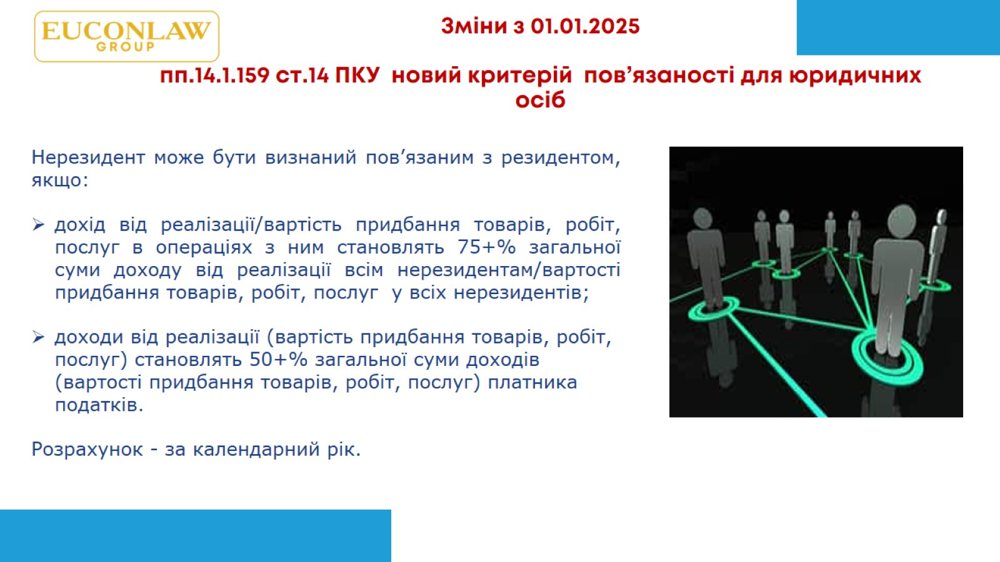 EUCONLAW
GROUP
Зміни з 01.01.2025
пп.14.1.159 ст.14 ПКУ  новий критерій  пов’язаності для юридичних
осіб
Нерезидент може бути визнаний пов’язаним з резидентом,
якщо:
➢ дохід від реалізації/вартість придбання товарів, робіт,
послуг в операціях з ним становлять 75+% загальної
суми доходу від реалізації всім нерезидентам/вартості
придбання товарів, робіт, послуг  у всіх нерезидентів;
➢ доходи від реалізації (вартість придбання товарів, робіт,
послуг) становлять 50+% загальної суми доходів
(вартості придбання товарів, робіт, послуг) платника
податків.
Розрахунок - за календарний рік.